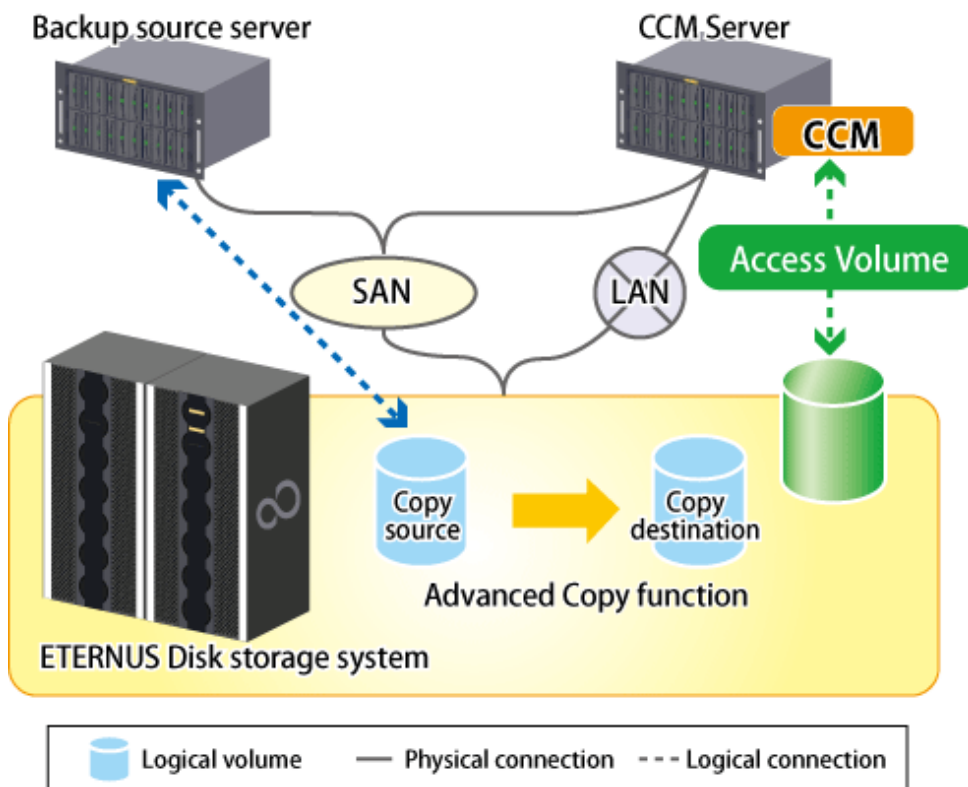 Backup source server
CCM Server
CCM
Access Volume
SAN
LAN
Copy
source
Copy
destination
Advanced Copy function
ETERNUS Disk storage system
Logical volume
Physical connection
Logical connection